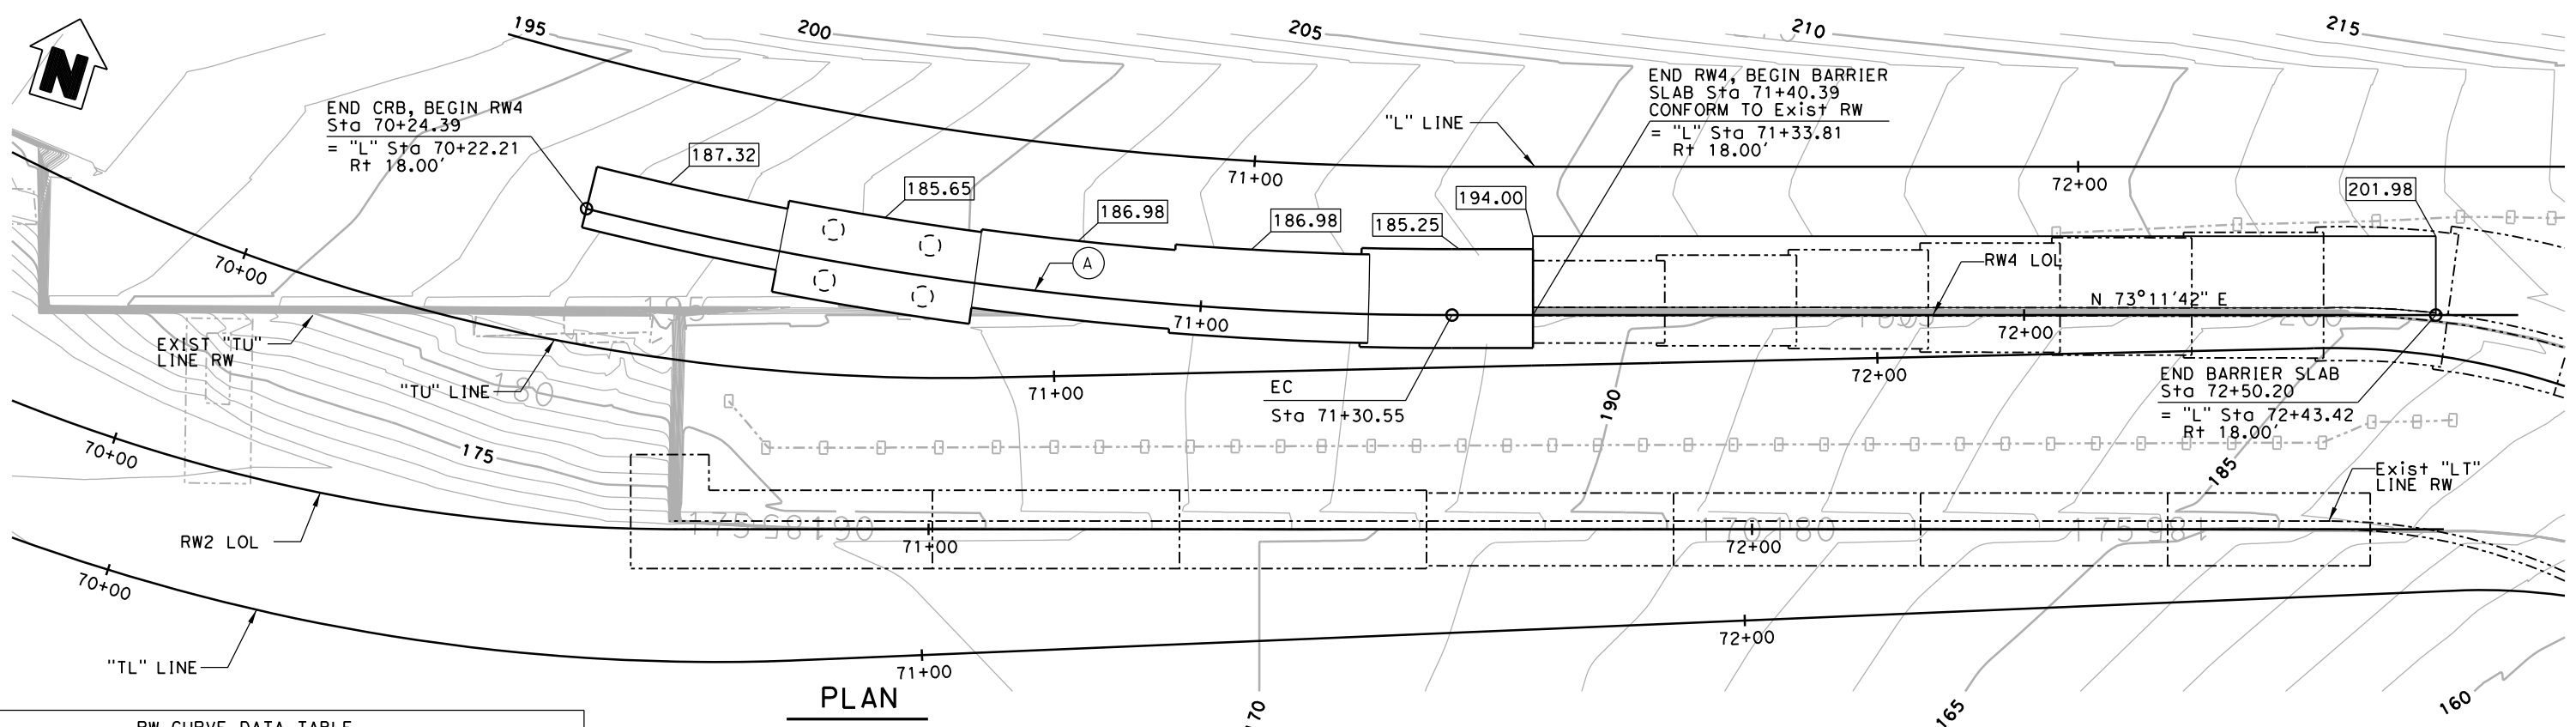 195
200
205
210
215
N
END CRB, BEGIN RW4
Sta 70+24.39
= "L" Sta 70+22.21
Rt 18.00'
187.32
185.65
186.98
186.98
185.25
194.00
201.98
"L" LINE
END RW4, BEGIN BARRIER
SLAB Sta 71+40.39
CONFORM TO Exist RW
= "L" Sta 71+33.81
Rt 18.00'
71+00
72+00
70+00
A
RW4 LOL
N 73°11'42" E
71+00
72+00
195
EXIST "TU"
LINE RW
"TU" LINE
180
71+00
72+00
EC
Sta 71+30.55
190
END BARRIER SLAB
Sta 72+50.20
= "L" Sta 72+43.42
Rt 18.00'
70+00
175
185
Exist "LT"
LINE RW
RW2 LOL
71+00
72+00
70+00
"TL" LINE
71+00
72+00
PLAN
170
165
160
RW CURVE DATA TABLE